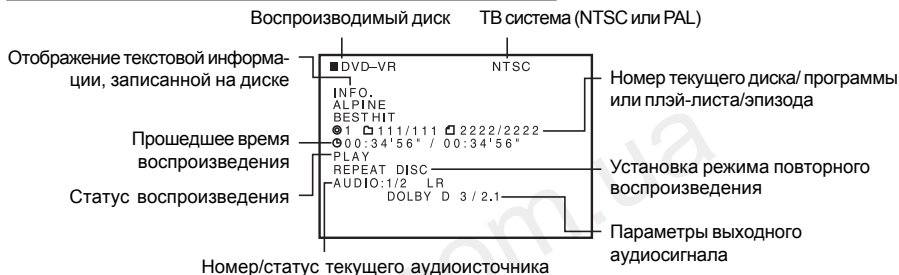 Воспроизводимый диск
ТВ система (NTSC или PAL)
Отображение текстовой информа-
ции, записанной на диске
Прошедшее время
воспроизведения
Статус воспроизведения
DVD–VR NTSC
INFO.
ALPINE
BEST HIT
1 111/111 2222/2222
00:34'56" / 00:34'56"
PLAY
REPEAT DISC
AUDIO:1/2 LR
DOLBY D 3/2.1
Номер текущего диска/ программы
или плэй-листа/эпизода
Установка режима повторного
воспроизведения
Параметры выходного
аудиосигнала
Номер/статус текущего аудиоисточника